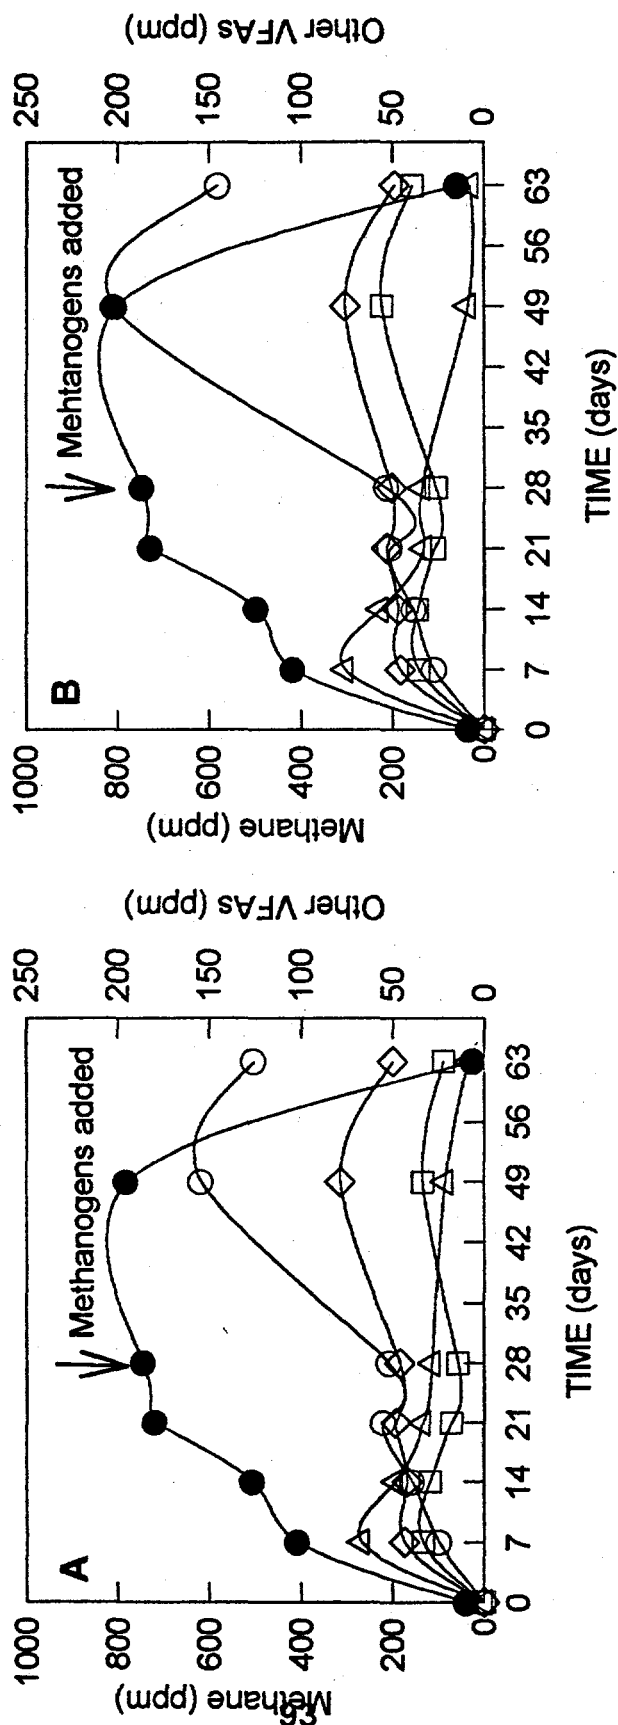 A
Methanogens added
Methane (ppm)
1000
800
600
400
200
0
Other VFAs (ppm)
250
200
150
100
50
0
0 7 14 21 28 35 42 49 56 63
TIME (days)
B
Mehtanogens added
Methane (ppm)
1000
800
600
400
200
0
Other VFAs (ppm)
250
200
150
100
50
0
0 7 14 21 28 35 42 49 56 63
TIME (days)
93